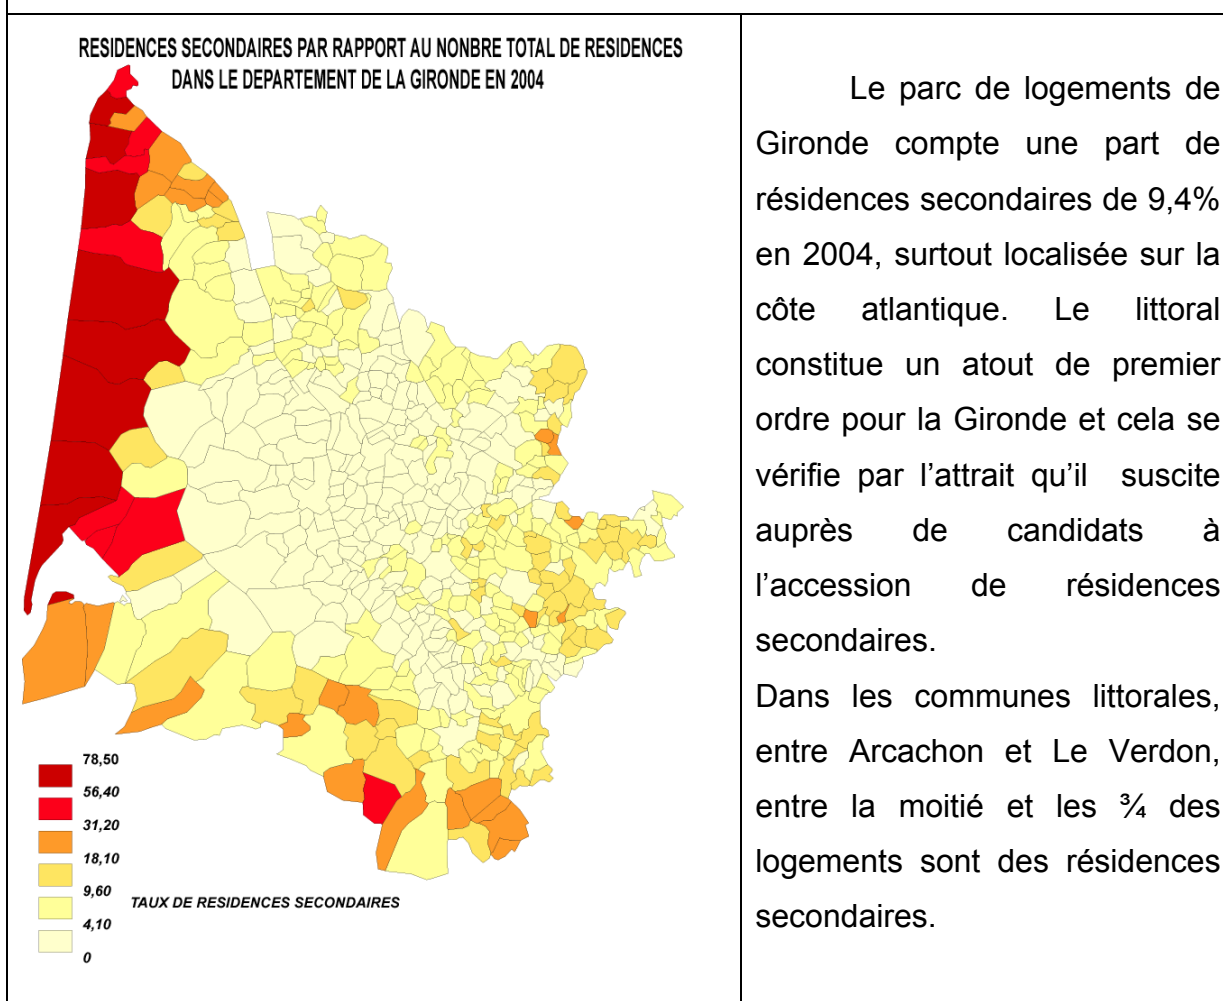 RESIDENCES SECONDAIRES PAR RAPPORT AU NONBRE TOTAL DE RESIDENCES
DANS LE DEPARTEMENT DE LA GIRONDE EN 2004
78,50
56,40
31,20
18,10
9,60
4,10
0
TAUX DE RESIDENCES SECONDAIRES
Le parc de logements de
Gironde compte une part de
résidences secondaires de 9,4%
en 2004, surtout localisée sur la
côte atlantique. Le littoral
constitue un atout de premier
ordre pour la Gironde et cela se
vérifie par l’attrait qu’il suscite
auprès de candidats à
l’accession de résidences
secondaires.
Dans les communes littorales,
entre Arcachon et Le Verdon,
entre la moitié et les ¾ des
logements sont des résidences
secondaires.